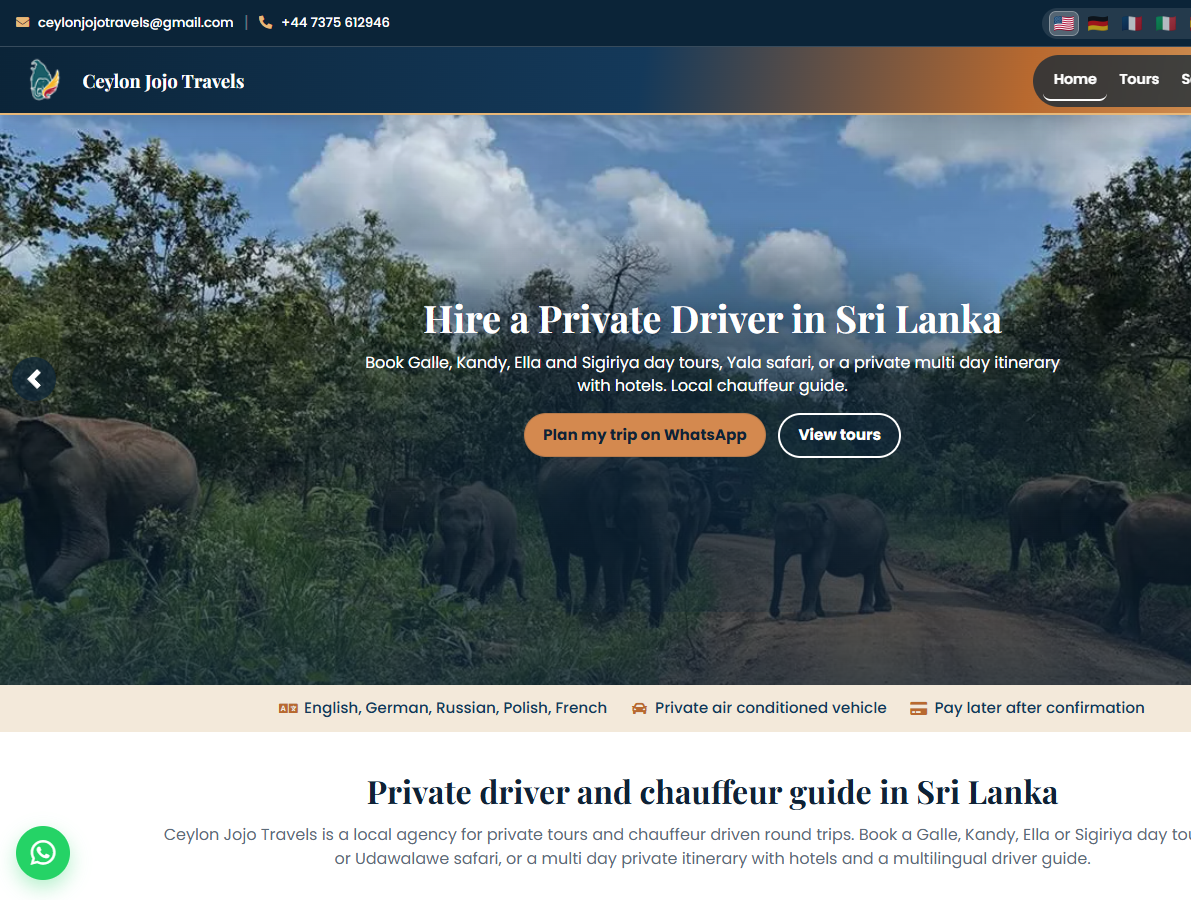 ceylonjojotravels@gmail.com | +44 7375 612946
Ceylon Jojo Travels
Home Tours S
Hire a Private Driver in Sri Lanka
Book Galle, Kandy, Ella and Sigiriya day tours, Yala safari, or a private multi day itinerary
with hotels. Local chauffeur guide.
Plan my trip on WhatsApp View tours
English, German, Russian, Polish, French Private air conditioned vehicle Pay later after confirmation
Private driver and chauffeur guide in Sri Lanka
Ceylon Jojo Travels is a local agency for private tours and chauffeur driven round trips. Book a Galle, Kandy, Ella or Sigiriya day tou
or Udawalawe safari, or a multi day private itinerary with hotels and a multilingual driver guide.